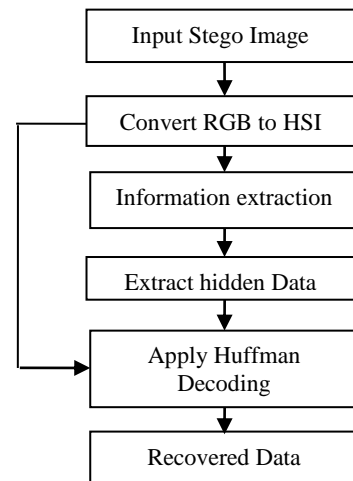 Input Stego Image
Convert RGB to HSI
Information extraction
Extract hidden Data
Apply Huffman
Decoding
Recovered Data